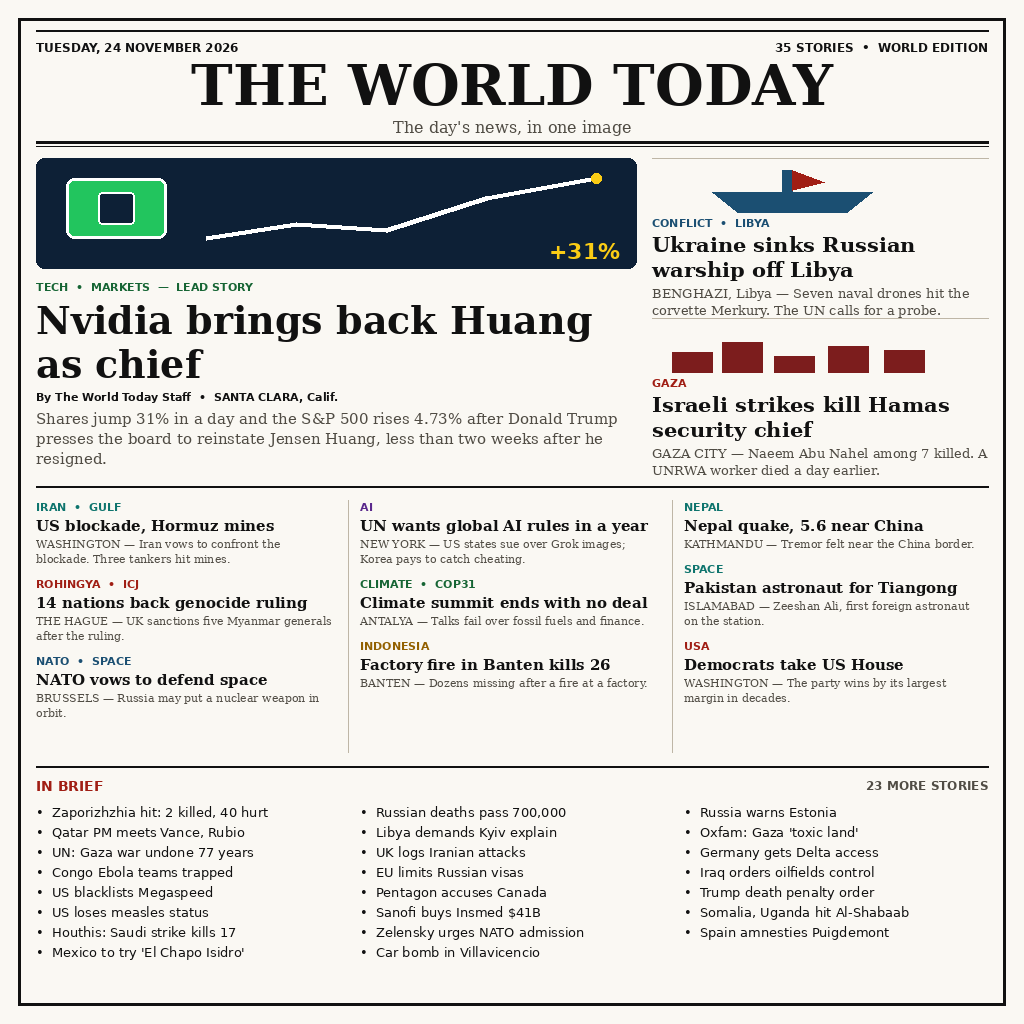 TUESDAY, 24 NOVEMBER 2026
35 STORIES • WORLD EDITION
THE WORLD TODAY
The day's news, in one image
+31%
TECH • MARKETS — LEAD STORY
Nvidia brings back Huang
as chief
By The World Today Staff • SANTA CLARA, Calif.
Shares jump 31% in a day and the S&P 500 rises 4.73% after Donald Trump
presses the board to reinstate Jensen Huang, less than two weeks after he
resigned.
CONFLICT • LIBYA
Ukraine sinks Russian
warship off Libya
BENGHAZI, Libya — Seven naval drones hit the
corvette Merkury. The UN calls for a probe.
GAZA
Israeli strikes kill Hamas
security chief
GAZA CITY — Naeem Abu Nahel among 7 killed. A
UNRWA worker died a day earlier.
IRAN • GULF
US blockade, Hormuz mines
WASHINGTON — Iran vows to confront the
blockade. Three tankers hit mines.
ROHINGYA • ICJ
14 nations back genocide ruling
THE HAGUE — UK sanctions five Myanmar generals
after the ruling.
NATO • SPACE
NATO vows to defend space
BRUSSELS — Russia may put a nuclear weapon in
orbit.
AI
UN wants global AI rules in a year
NEW YORK — US states sue over Grok images;
Korea pays to catch cheating.
CLIMATE • COP31
Climate summit ends with no deal
ANTALYA — Talks fail over fossil fuels and finance.
INDONESIA
Factory fire in Banten kills 26
BANTEN — Dozens missing after a fire at a factory.
NEPAL
Nepal quake, 5.6 near China
KATHMANDU — Tremor felt near the China border.
SPACE
Pakistan astronaut for Tiangong
ISLAMABAD — Zeeshan Ali, first foreign astronaut
on the station.
USA
Democrats take US House
WASHINGTON — The party wins by its largest
margin in decades.
IN BRIEF
23 MORE STORIES
• Zaporizhzhia hit: 2 killed, 40 hurt
• Qatar PM meets Vance, Rubio
• UN: Gaza war undone 77 years
• Congo Ebola teams trapped
• US blacklists Megaspeed
• US loses measles status
• Houthis: Saudi strike kills 17
• Mexico to try 'El Chapo Isidro'
• Russian deaths pass 700,000
• Libya demands Kyiv explain
• UK logs Iranian attacks
• EU limits Russian visas
• Pentagon accuses Canada
• Sanofi buys Insmed $41B
• Zelensky urges NATO admission
• Car bomb in Villavicencio
• Russia warns Estonia
• Oxfam: Gaza 'toxic land'
• Germany gets Delta access
• Iraq orders oilfields control
• Trump death penalty order
• Somalia, Uganda hit Al-Shabaab
• Spain amnesties Puigdemont